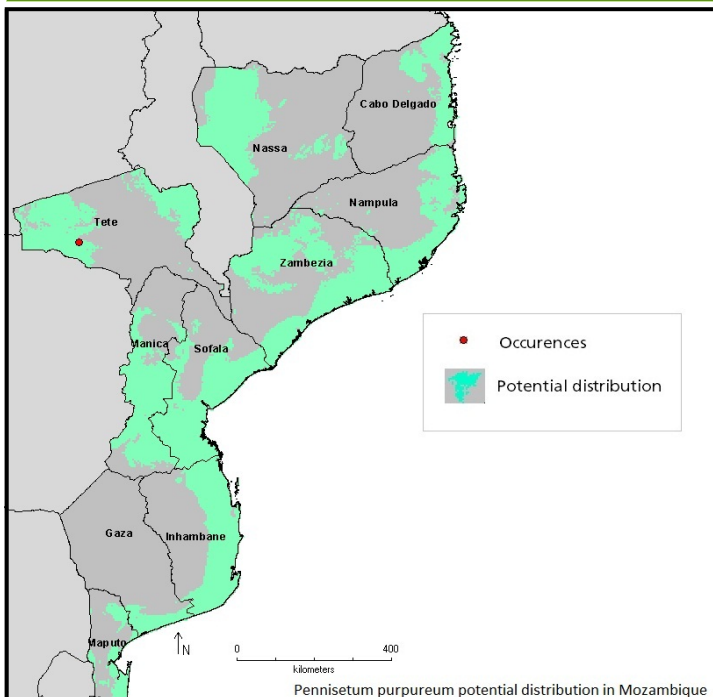 Cabo Delgado
Nassa
Nampula
Tete
Zambezia
Manica
Sofala
Occurences
Potential distribution
Gaza
Inhambane
Maputo
N
0 400
kilometers
Pennisetum purpureum potential distribution in Mozambique